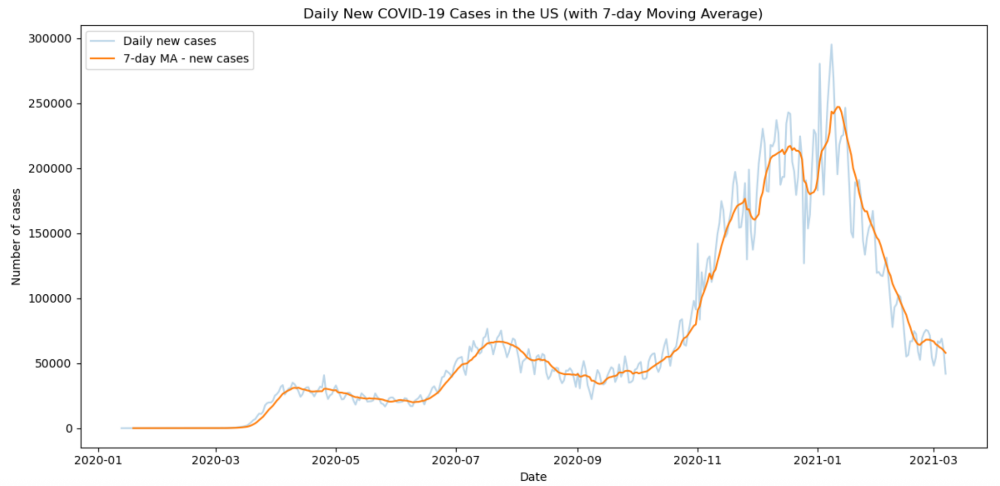 Daily New COVID-19 Cases in the US (with 7-day Moving Average)
Daily new cases
7-day MA - new cases
300000
250000
200000
150000
100000
50000
0
Number of cases
2020-01 2020-03 2020-05 2020-07 2020-09 2020-11 2021-01 2021-03
Date